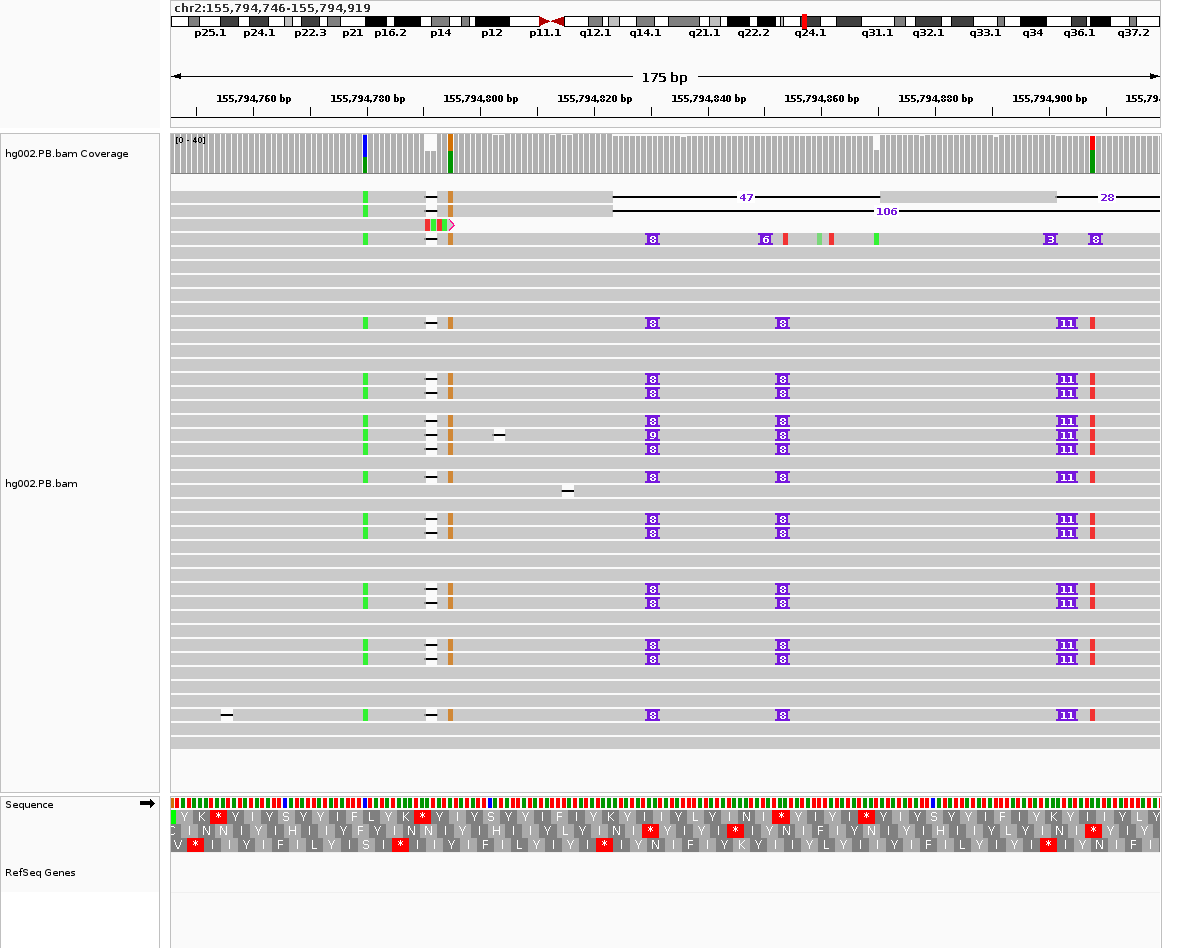 chr2:155,794,746-155,794,919
p25.1 p24.1 p22.3 p21 p16.2 p14 p12 p11.1 q12.1 q14.1 q21.1 q22.2 q24.1 q31.1 q32.1 q33.1 q34 q36.1 q37.2
175 bp
155,794,760 bp 155,794,780 bp 155,794,800 bp 155,794,820 bp 155,794,840 bp 155,794,860 bp 155,794,880 bp 155,794,900 bp 155,794
[0 - 40]
hg002.PB.bam Coverage
47 28
106
8 6 3 8
8 8 11
8 8 11
8 8 11
8 8 11
9 8 11
8 8 11
8 8 11
hg002.PB.bam
8 8 11
8 8 11
8 8 11
8 8 11
8 8 11
8 8 11
8 8 11
Sequence
RefSeq Genes